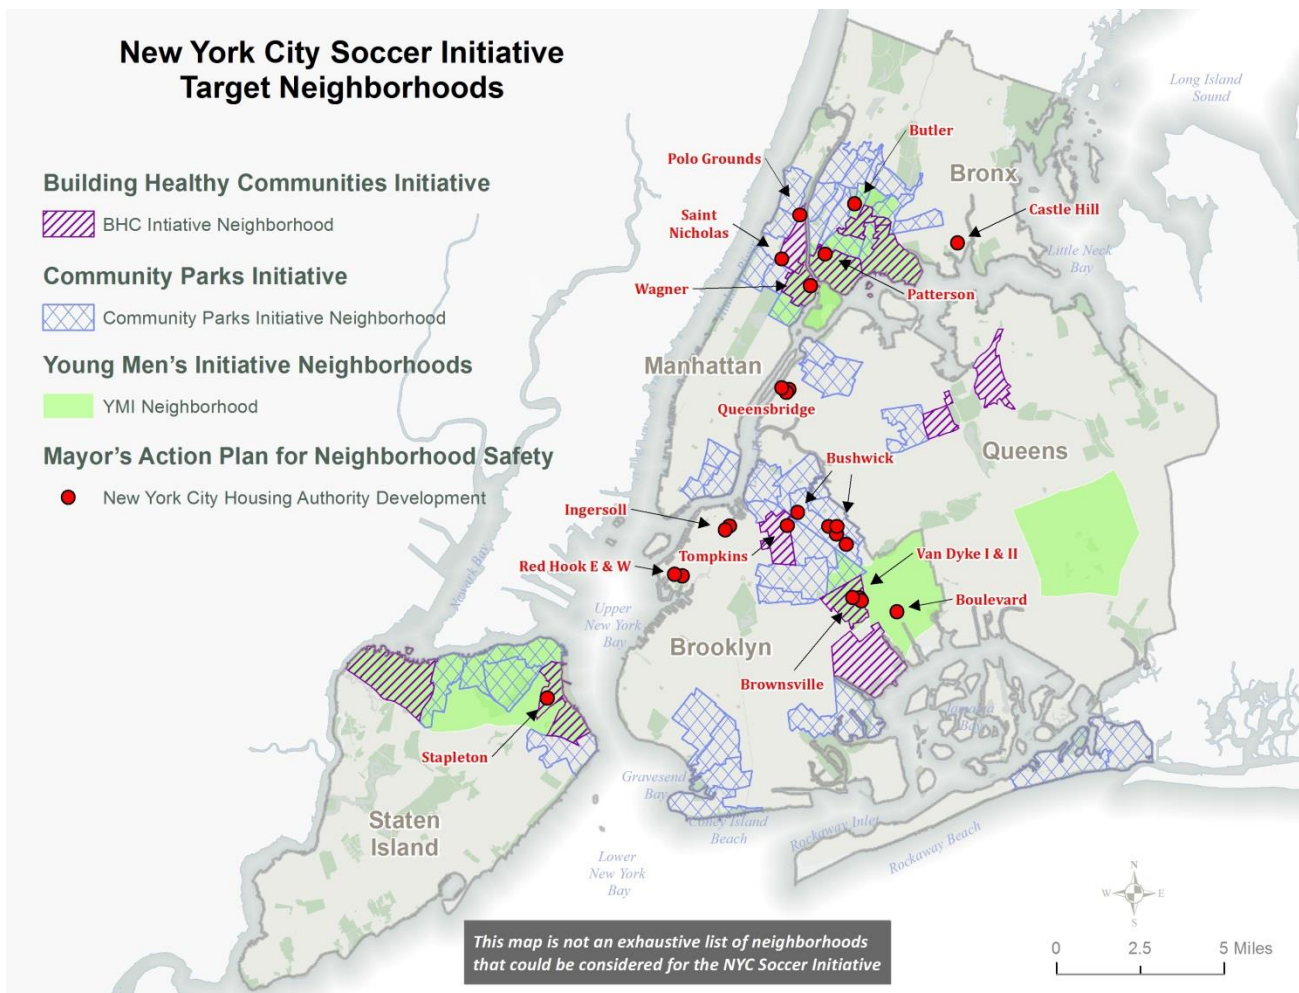 New York City Soccer Initiative
Target Neighborhoods
Building Healthy Communities Initiative
BHC Intiative Neighborhood
Community Parks Initiative
Community Parks Initiative Neighborhood
Young Men's Initiative Neighborhoods
YMI Neighborhood
Mayor's Action Plan for Neighborhood Safety
New York City Housing Authority Development
Long Island
Sound
Butler
Polo Grounds
Bronx
Saint
Nicholas
Castle Hill
Little Neck
Bay
Wagner
Patterson
Manhattan
Queensbridge
Queens
Bushwick
Ingersoll
Tompkins
Van Dyke I & II
Red Hook E & W
Boulevard
Newark Bay
Upper
New York
Bay
Brooklyn
Brownsville
Jamaica
Bay
Stapleton
Gravesend
Bay
Coney Island
Beach
Rockaway Inlet
Rockaway Beach
Staten
Island
Lower
New York
Bay
N
W
E
S
This map is not an exhaustive list of neighborhoods
that could be considered for the NYC Soccer Initiative
0 2.5 5 Miles